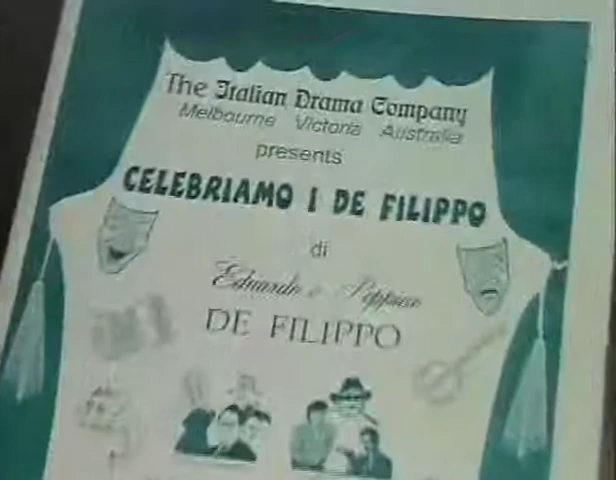 The Italian Drama Company
Melbourne Victoria Australia
presents
CELEBRIAMO I DE FILIPPO
di
Eduardo e Peppino
DE FILIPPO